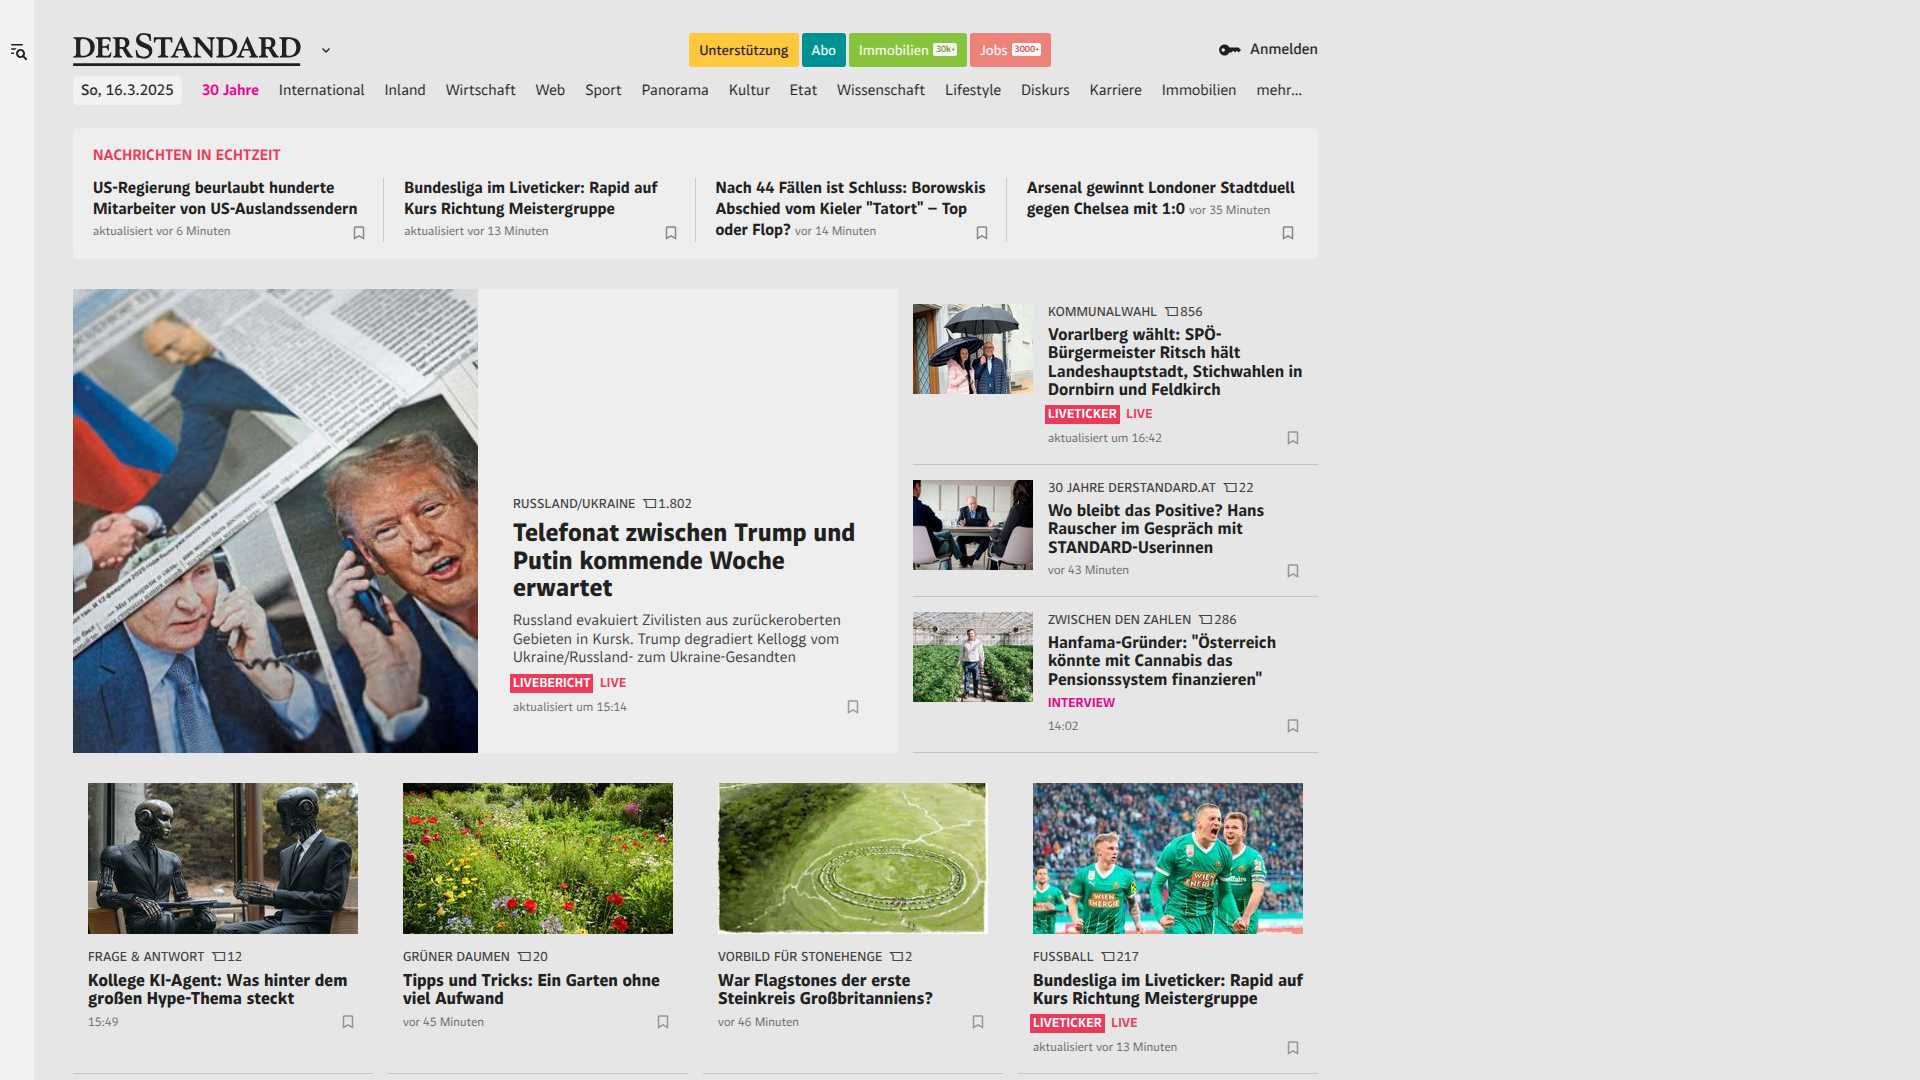 DERSTANDARD
Unterstützung
Abo
Immobilien 30k+
Jobs 3000+
Anmelden
So, 16.3.2025
30 Jahre
International
Inland
Wirtschaft
Web
Sport
Panorama
Kultur
Etat
Wissenschaft
Lifestyle
Diskurs
Karriere
Immobilien
mehr...
NACHRICHTEN IN ECHTZEIT
US-Regierung beurlaubt hunderte
Mitarbeiter von US-Auslandssendern
aktualisiert vor 6 Minuten
Bundesliga im Liveticker: Rapid auf
Kurs Richtung Meistergruppe
aktualisiert vor 13 Minuten
Nach 44 Fällen ist Schluss: Borowskis
Abschied vom Kieler "Tatort" – Top
oder Flop? vor 14 Minuten
Arsenal gewinnt Londoner Stadtduell
gegen Chelsea mit 1:0 vor 35 Minuten
RUSSLAND/UKRAINE 1.802
Telefonat zwischen Trump und
Putin kommende Woche
erwartet
Russland evakuiert Zivilisten aus zurückeroberten
Gebieten in Kursk. Trump degradiert Kellogg vom
Ukraine/Russland- zum Ukraine-Gesandten
LIVEBERICHT LIVE
aktualisiert um 15:14
KOMMUNALWAHL 856
Vorarlberg wählt: SPÖ-
Bürgermeister Ritsch hält
Landeshauptstadt, Stichwahlen in
Dornbirn und Feldkirch
LIVETICKER LIVE
aktualisiert um 16:42
30 JAHRE DERSTANDARD.AT 22
Wo bleibt das Positive? Hans
Rauscher im Gespräch mit
STANDARD-Userinnen
vor 43 Minuten
ZWISCHEN DEN ZAHLEN 286
Hanfama-Gründer: "Österreich
könnte mit Cannabis das
Pensionssystem finanzieren"
INTERVIEW
14:02
FRAGE & ANTWORT 12
Kollege KI-Agent: Was hinter dem
großen Hype-Thema steckt
15:49
GRÜNER DAUMEN 20
Tipps und Tricks: Ein Garten ohne
viel Aufwand
vor 45 Minuten
VORBILD FÜR STONEHENGE 2
War Flagstones der erste
Steinkreis Großbritanniens?
vor 46 Minuten
WIEN ENERGIE
WIEN ENERGIE
FUSSBALL 217
Bundesliga im Liveticker: Rapid auf
Kurs Richtung Meistergruppe
LIVETICKER LIVE
aktualisiert vor 13 Minuten